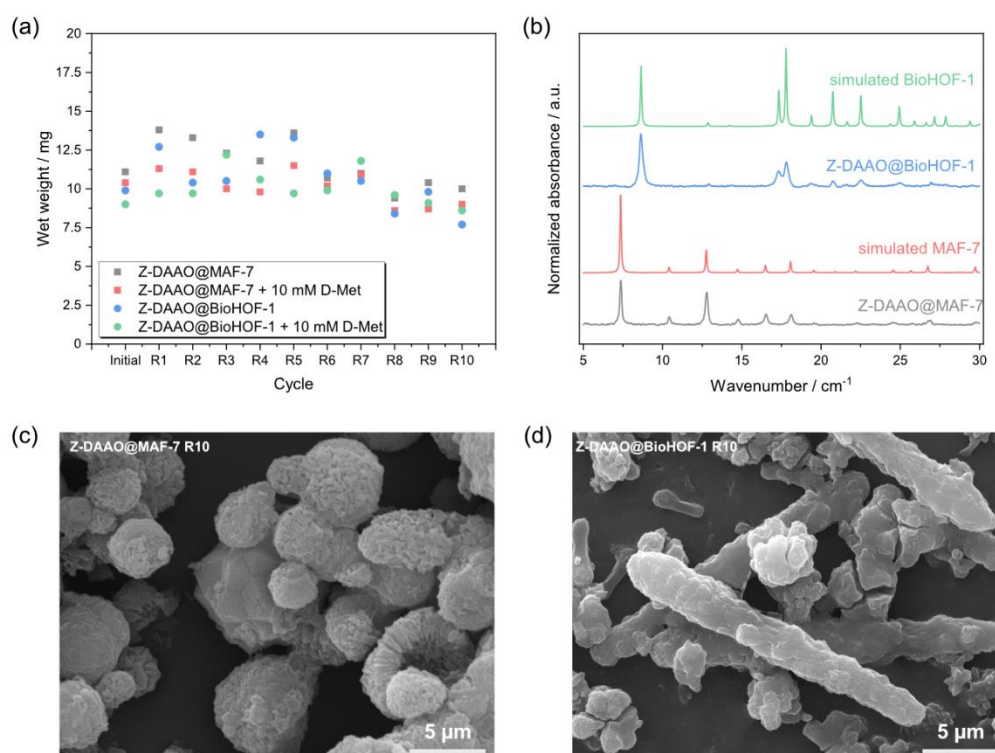 (a)
20
17.5
15
12.5
10
7.5
5
2.5
0
Wet weight / mg
Z-DAAO@MAF-7
Z-DAAO@MAF-7 + 10 mM D-Met
Z-DAAO@BioHOF-1
Z-DAAO@BioHOF-1 + 10 mM D-Met
Initial R1 R2 R3 R4 R5 R6 R7 R8 R9 R10
Cycle
(b)
Normalized absorbance / a.u.
simulated BioHOF-1
Z-DAAO@BioHOF-1
simulated MAF-7
Z-DAAO@MAF-7
5 10 15 20 25 30
Wavenumber / cm-1
(c)
Z-DAAO@MAF-7 R10
5 μm
(d)
Z-DAAO@BioHOF-1 R10
5 μm